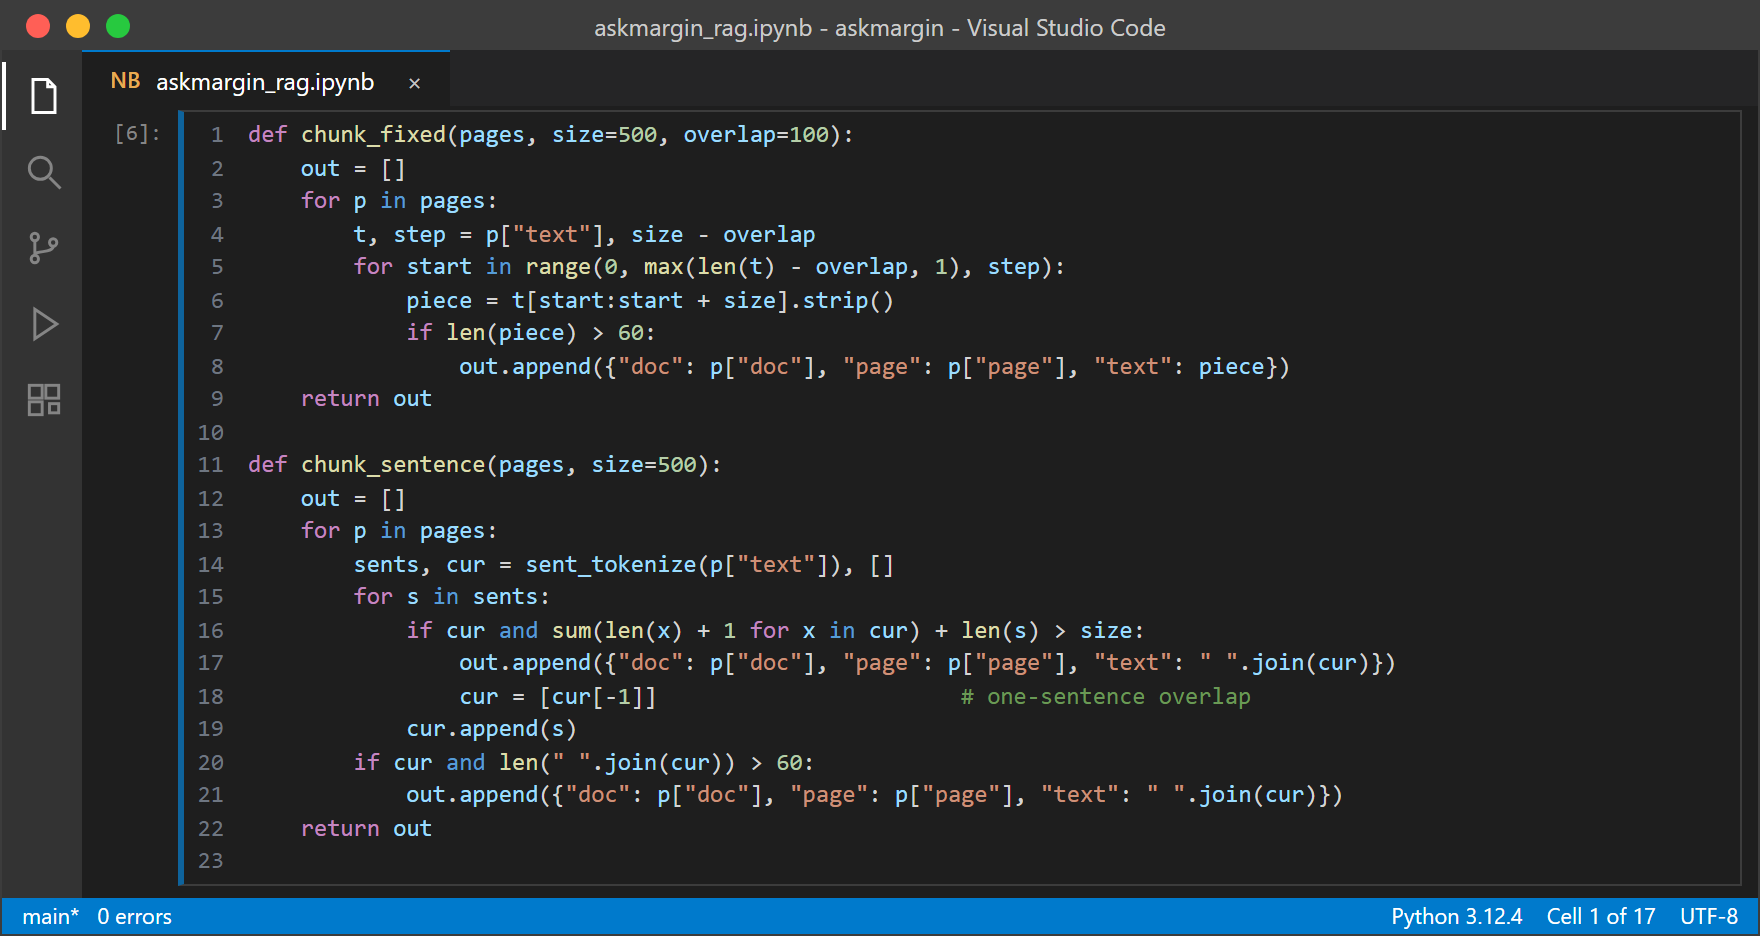 askmargin_rag.ipynb - askmargin - Visual Studio Code
NB askmargin_rag.ipynb ×
[6]:
1 def chunk_fixed(pages, size=500, overlap=100):
2     out = []
3     for p in pages:
4         t, step = p["text"], size - overlap
5         for start in range(0, max(len(t) - overlap, 1), step):
6             piece = t[start:start + size].strip()
7             if len(piece) > 60:
8                 out.append({"doc": p["doc"], "page": p["page"], "text": piece})
9     return out
10
11 def chunk_sentence(pages, size=500):
12     out = []
13     for p in pages:
14         sents, cur = sent_tokenize(p["text"]), []
15         for s in sents:
16             if cur and sum(len(x) + 1 for x in cur) + len(s) > size:
17                 out.append({"doc": p["doc"], "page": p["page"], "text": " ".join(cur)})
18                 cur = [cur[-1]]                       # one-sentence overlap
19             cur.append(s)
20         if cur and len(" ".join(cur)) > 60:
21             out.append({"doc": p["doc"], "page": p["page"], "text": " ".join(cur)})
22     return out
23
main* 0 errors Python 3.12.4 Cell 1 of 17 UTF-8